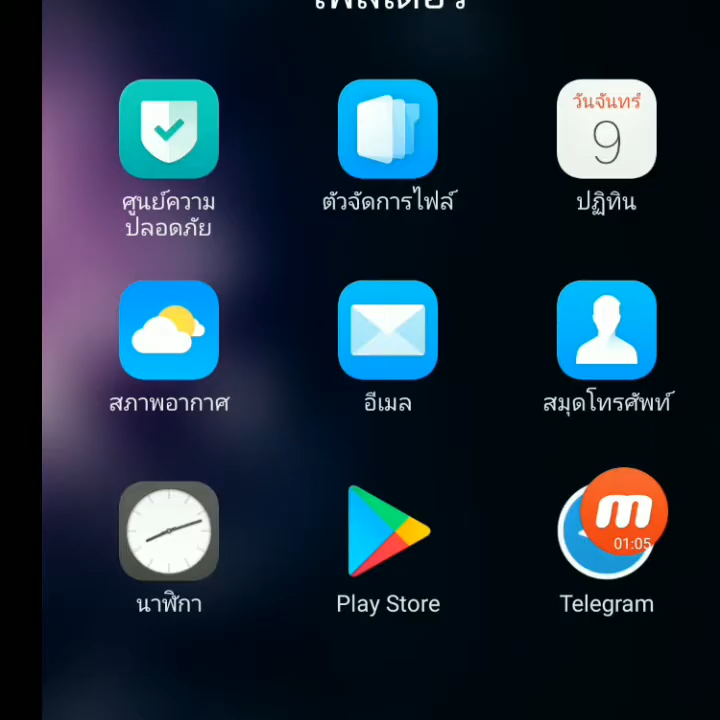 วันจันทร์
9
ศูนย์ความ
ปลอดภัย
ตัวจัดการไฟล์
ปฏิทิน
สภาพอากาศ
อีเมล
สมุดโทรศัพท์
m
01:05
นาฬิกา
Play Store
Telegram